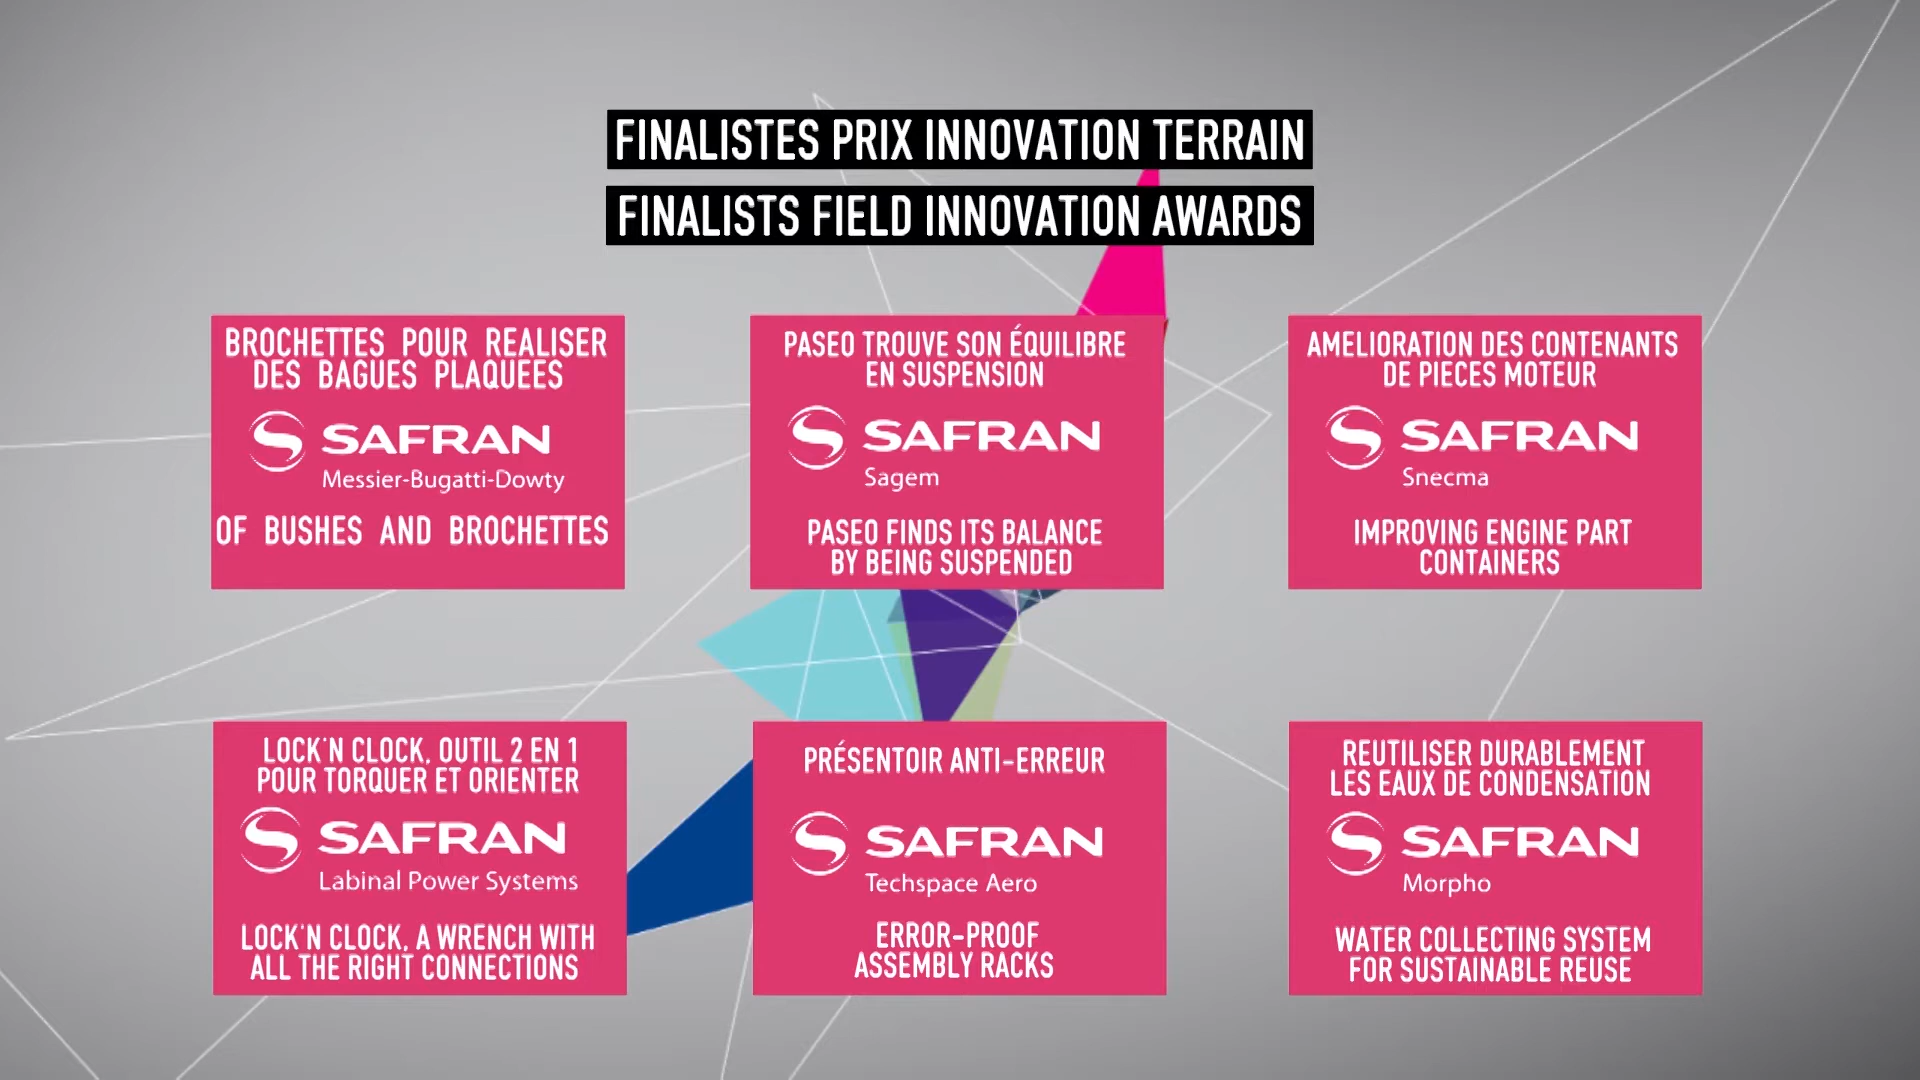 FINALISTES PRIX INNOVATION TERRAIN
FINALISTS FIELD INNOVATION AWARDS
BROCHETTES POUR REALISER
DES BAGUES PLAQUEES
SAFRAN
Messier-Bugatti-Dowty
OF BUSHES AND BROCHETTES
PASEO TROUVE SON ÉQUILIBRE
EN SUSPENSION
SAFRAN
Sagem
PASEO FINDS ITS BALANCE
BY BEING SUSPENDED
AMELIORATION DES CONTENANTS
DE PIECES MOTEUR
SAFRAN
Snecma
IMPROVING ENGINE PART
CONTAINERS
LOCK'N CLOCK, OUTIL 2 EN 1
POUR TORQUER ET ORIENTER
SAFRAN
Labinal Power Systems
LOCK'N CLOCK, A WRENCH WITH
ALL THE RIGHT CONNECTIONS
PRÉSENTOIR ANTI-ERREUR
SAFRAN
Techspace Aero
ERROR-PROOF
ASSEMBLY RACKS
REUTILISER DURABLEMENT
LES EAUX DE CONDENSATION
SAFRAN
Morpho
WATER COLLECTING SYSTEM
FOR SUSTAINABLE REUSE